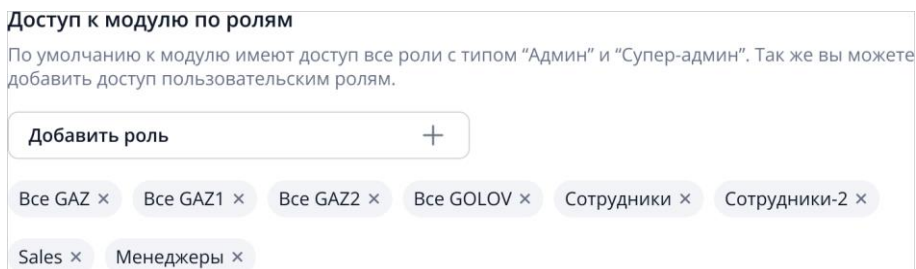 Доступ к модулю по ролям
По умолчанию к модулю имеют доступ все роли с типом “Админ” и “Супер-админ”. Так же вы можете
добавить доступ пользовательским ролям.
Добавить роль +
Все GAZ × Все GAZ1 × Все GAZ2 × Все GOLOV × Сотрудники × Сотрудники-2 ×
Sales × Менеджеры ×